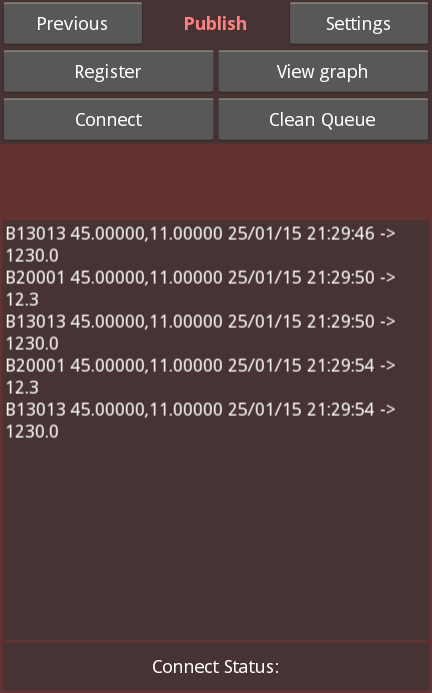 Previous Publish Settings
Register View graph
Connect Clean Queue
B13013 45.00000,11.00000 25/01/15 21:29:46 ->
1230.0
B20001 45.00000,11.00000 25/01/15 21:29:50 ->
12.3
B13013 45.00000,11.00000 25/01/15 21:29:50 ->
1230.0
B20001 45.00000,11.00000 25/01/15 21:29:54 ->
12.3
B13013 45.00000,11.00000 25/01/15 21:29:54 ->
1230.0
Connect Status: